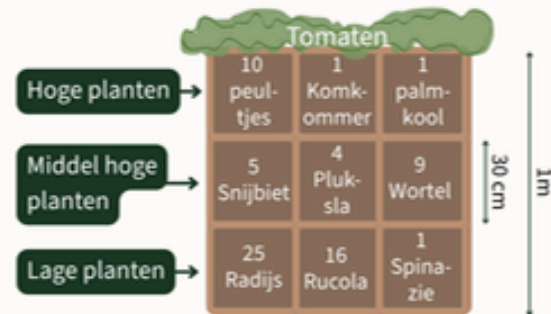 Tomaten
Hoge planten
10
peul-
tjes
1
Komk-
ommer
1
palm-
kool
Middel hoge
planten
5
Snijbiet
4
Pluk-
sla
9
Wortel
30 cm
1m
Lage planten
25
Radijs
16
Rucola
1
Spina-
zie